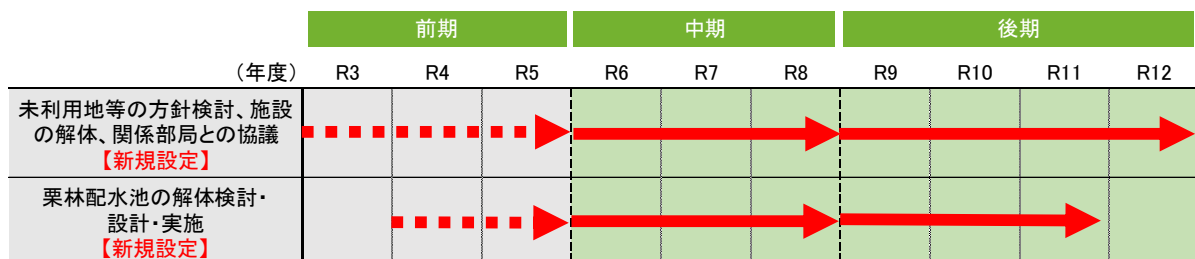 前期 中期 後期
(年度) R3 R4 R5 R6 R7 R8 R9 R10 R11 R12
未利用地等の方針検討、施設
の解体、関係部局との協議
【新規設定】
栗林配水池の解体検討・
設計・実施
【新規設定】